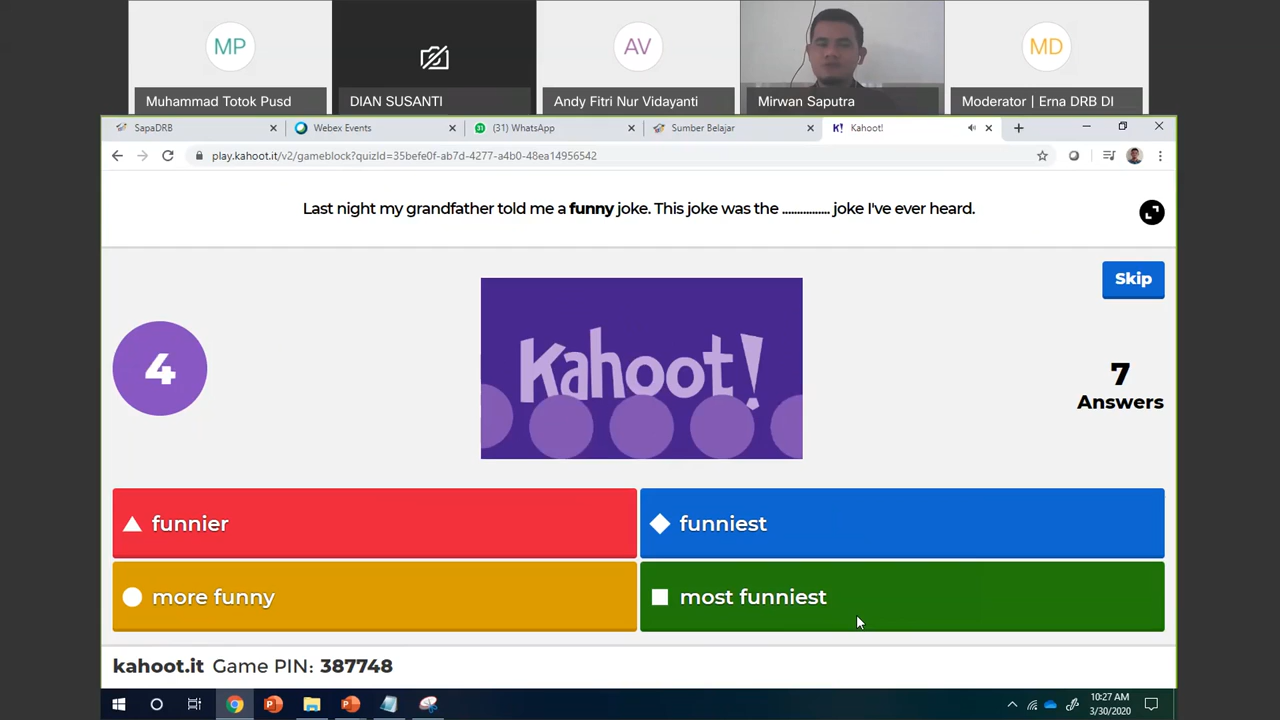 MP
AV
MD
Muhammad Totok Pusd
DIAN SUSANTI
Andy Fitri Nur Vidayanti
Mirwan Saputra
Moderator | Erna DRB DI
SapaDRB
Webex Events
(31) WhatsApp
Sumber Belajar
K! Kahoot!
play.kahoot.it/v2/gameblock?quizId=35befe0f-ab7d-4277-a4b0-48ea14956542
Last night my grandfather told me a funny joke. This joke was the ................ joke I've ever heard.
Skip
4
Kahoot!
7
Answers
funnier
funniest
more funny
most funniest
kahoot.it Game PIN: 387748
10:27 AM
3/30/2020